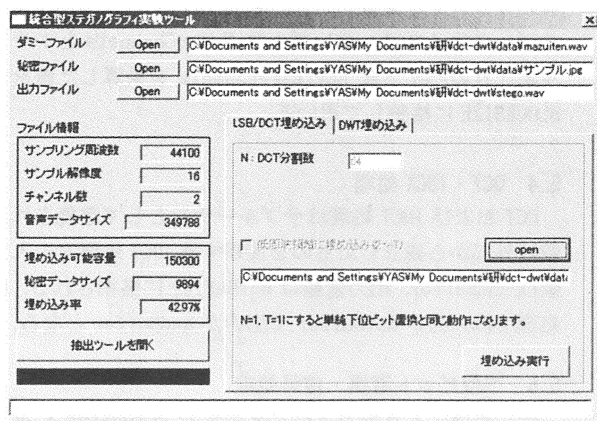 統合型ステガノグラフィ実験ツール
ダミーファイル Open C:¥Documents and Settings¥YAS¥My Documents¥研¥dct-dwt¥data¥mazuiten.wav
秘密ファイル Open C:¥Documents and Settings¥YAS¥My Documents¥研¥dct-dwt¥data¥サンプル.jpg
出力ファイル Open C:¥Documents and Settings¥YAS¥My Documents¥研¥dct-dwt¥stego.wav
ファイル情報
サンプリング周波数 44100
サンプル解像度 16
チャンネル数 2
音声データサイズ 349788
埋め込み可能容量 150300
秘密データサイズ 9894
埋め込み率 42.97%
抽出ツールを開く
LSB/DCT埋め込み DWT埋め込み
N : DCT分割数 64
open
C:¥Documents and Settings¥YAS¥My Documents¥研¥dct-dwt¥data
N=1, T=1にすると単純下位ビット置換と同じ動作になります。
埋め込み実行